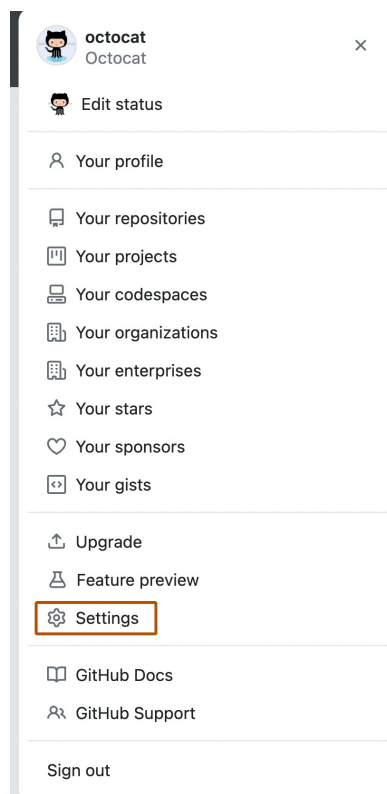 octocat
Octocat
Edit status
Your profile
Your repositories
Your projects
Your codespaces
Your organizations
Your enterprises
Your stars
Your sponsors
Your gists
Upgrade
Feature preview
Settings
GitHub Docs
GitHub Support
Sign out